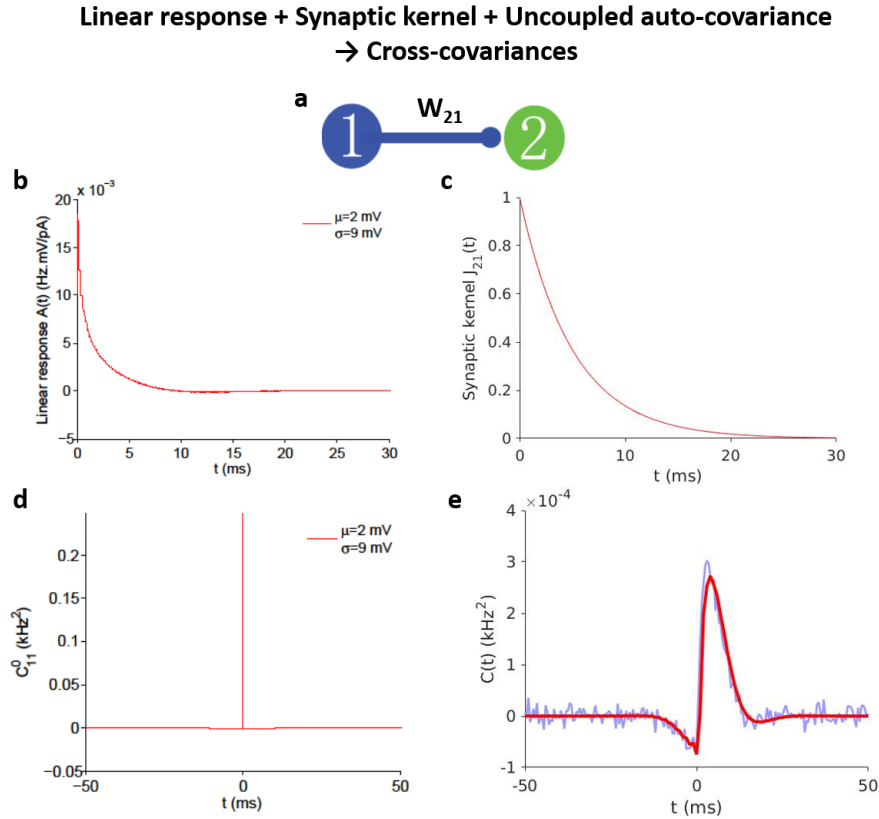 Linear response + Synaptic kernel + Uncoupled auto-covariance
→ Cross-covariances
a
W21
1
2
b
x 10−3
20
15
10
5
0
−5
0
5
10
15
20
25
30
Linear response A(t) (Hz.mV/pA)
t (ms)
μ=2 mV
σ=9 mV
c
1
0.8
0.6
0.4
0.2
0
0
10
20
30
Synaptic kernel J21(t)
t (ms)
d
0.2
0.15
0.1
0.05
0
−0.05
−50
0
50
C011 (kHz2)
t (ms)
μ=2 mV
σ=9 mV
e
×10-4
4
3
2
1
0
-1
-50
0
50
C(t) (kHz2)
t (ms)